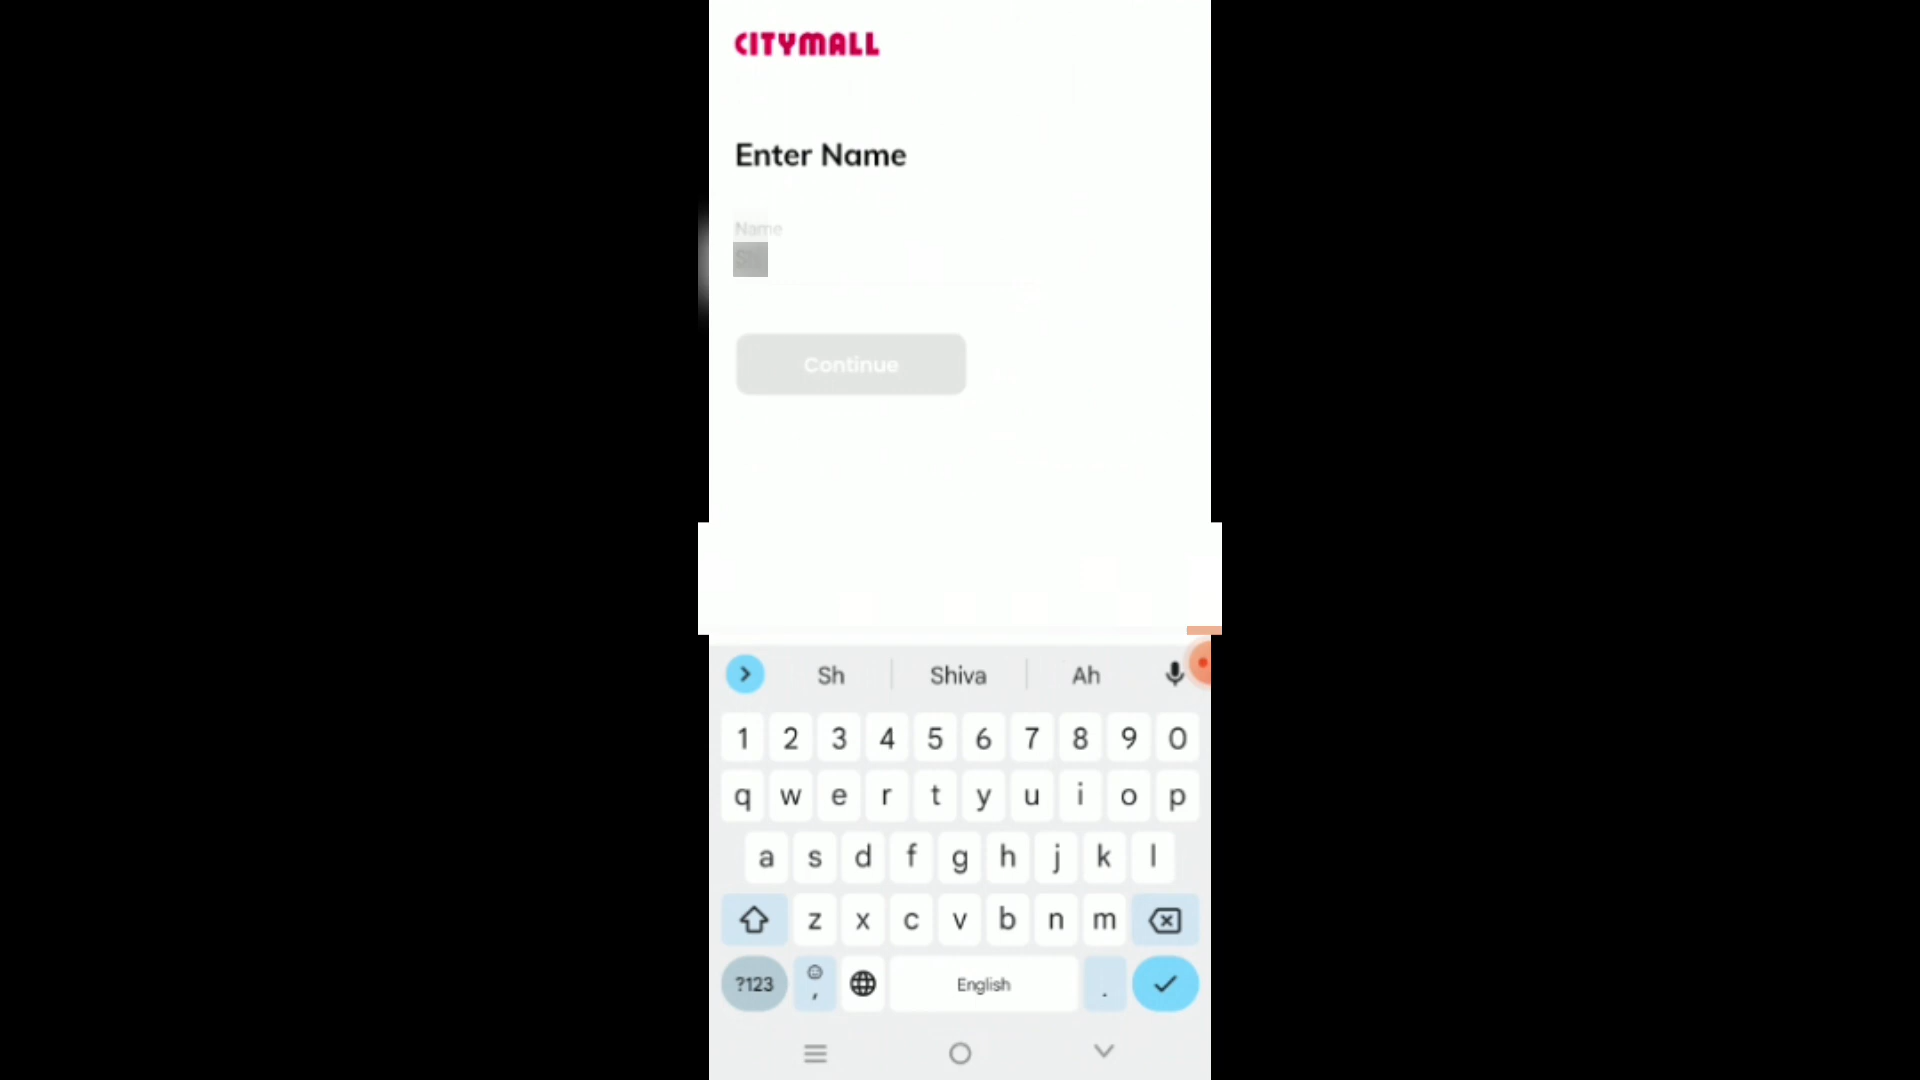 CITYMALL
Enter Name
Name
Sh
Continue
Sh Shiva Ah
1 2 3 4 5 6 7 8 9 0
q w e r t y u i o p
a s d f g h j k l
z x c v b n m
?123 , English .